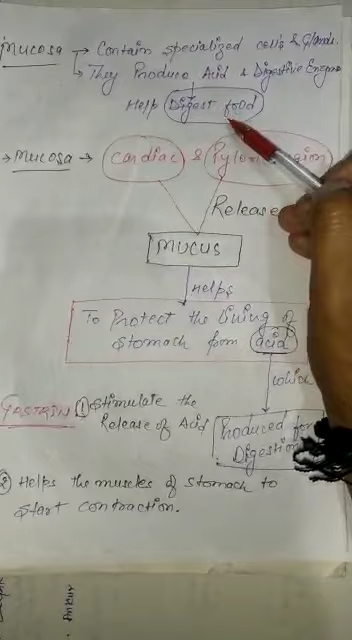 Mucosa → Contain specialized cells & Glands.
→ They Produce Acid & Digestive Enzyme
Help Digest food
→ Mucosa → Cardiac & Region
Release
MUCUS
Helps
To Protect the lining of
Stomach from acid
which
GASTRIN ① Stimulate the
Release of Acid
Produced for
Digestion
② Helps the muscles of stomach to
start contraction.
Ankur